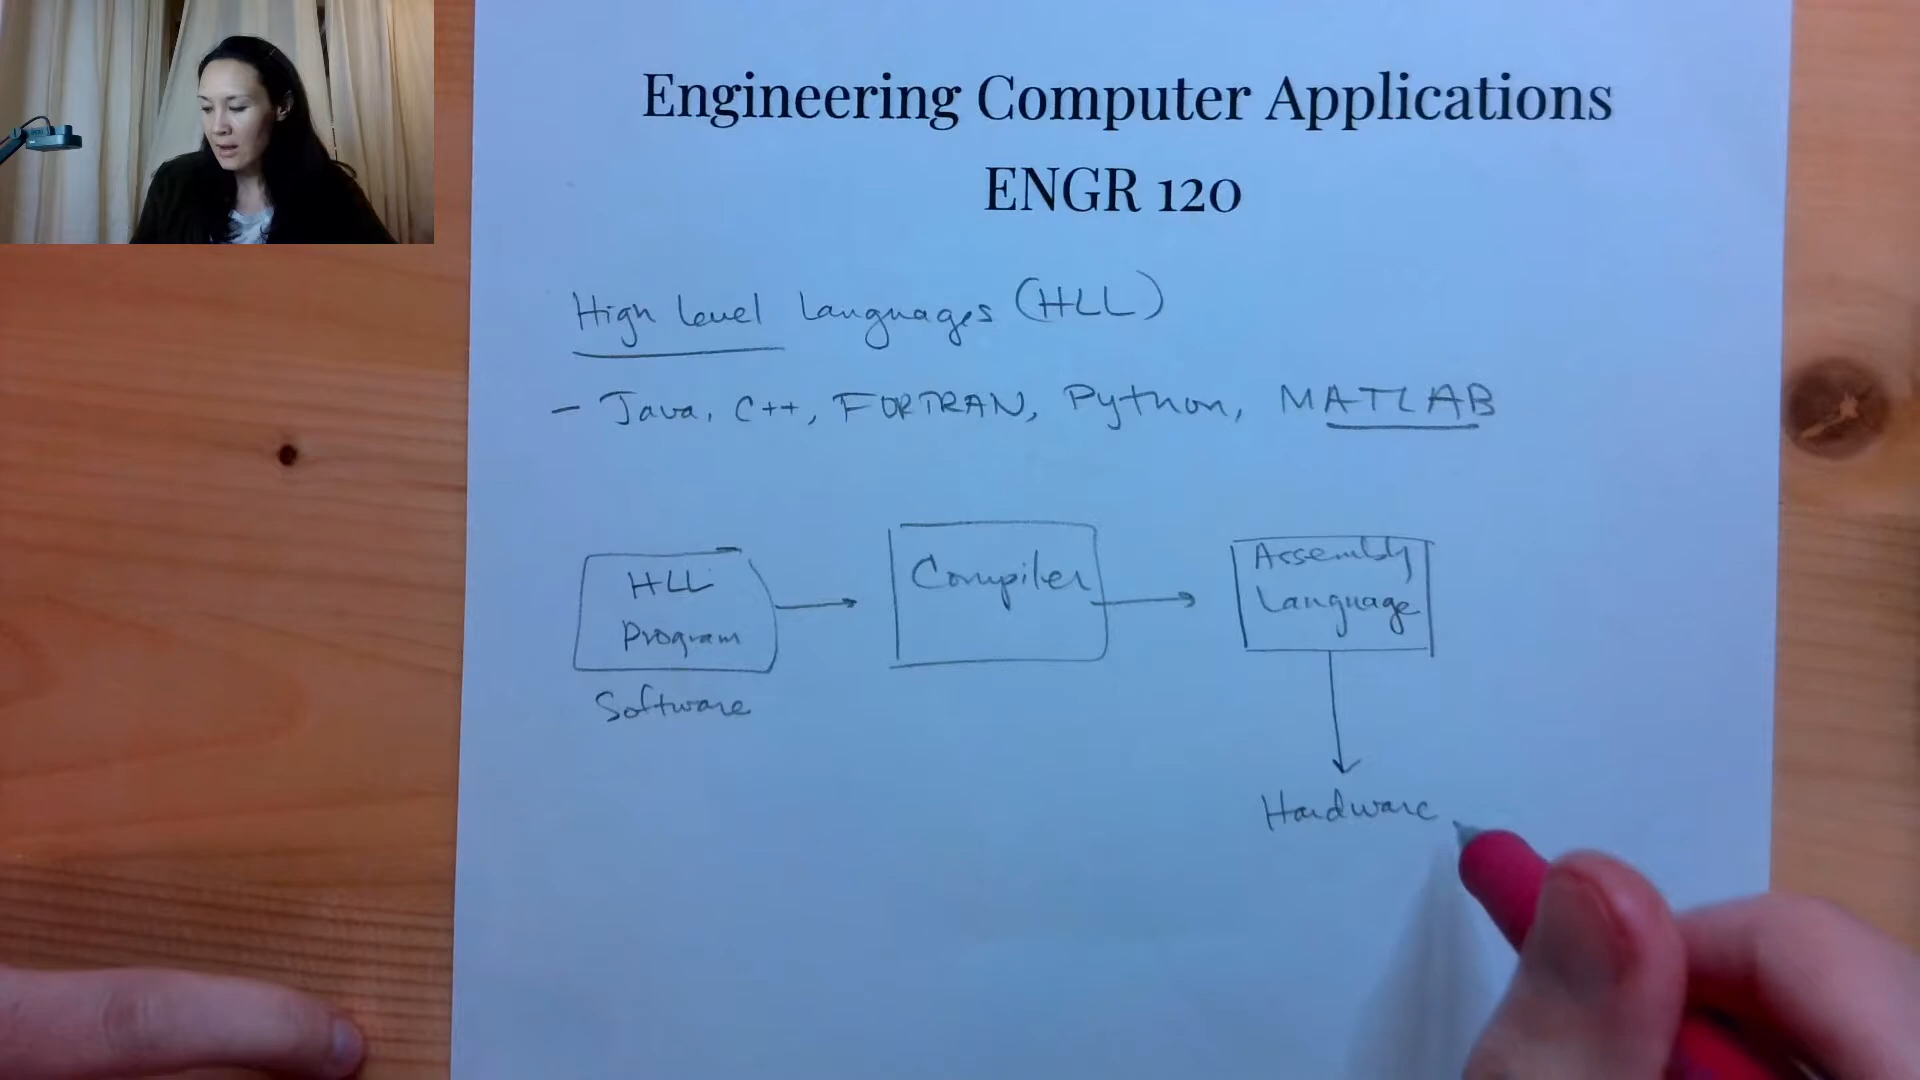 Engineering Computer Applications
ENGR 120
High level Languages (HLL)
- Java, C++, FORTRAN, Python, MATLAB
HLL
Program
Software
Compiler
Assembly
Language
Hardware